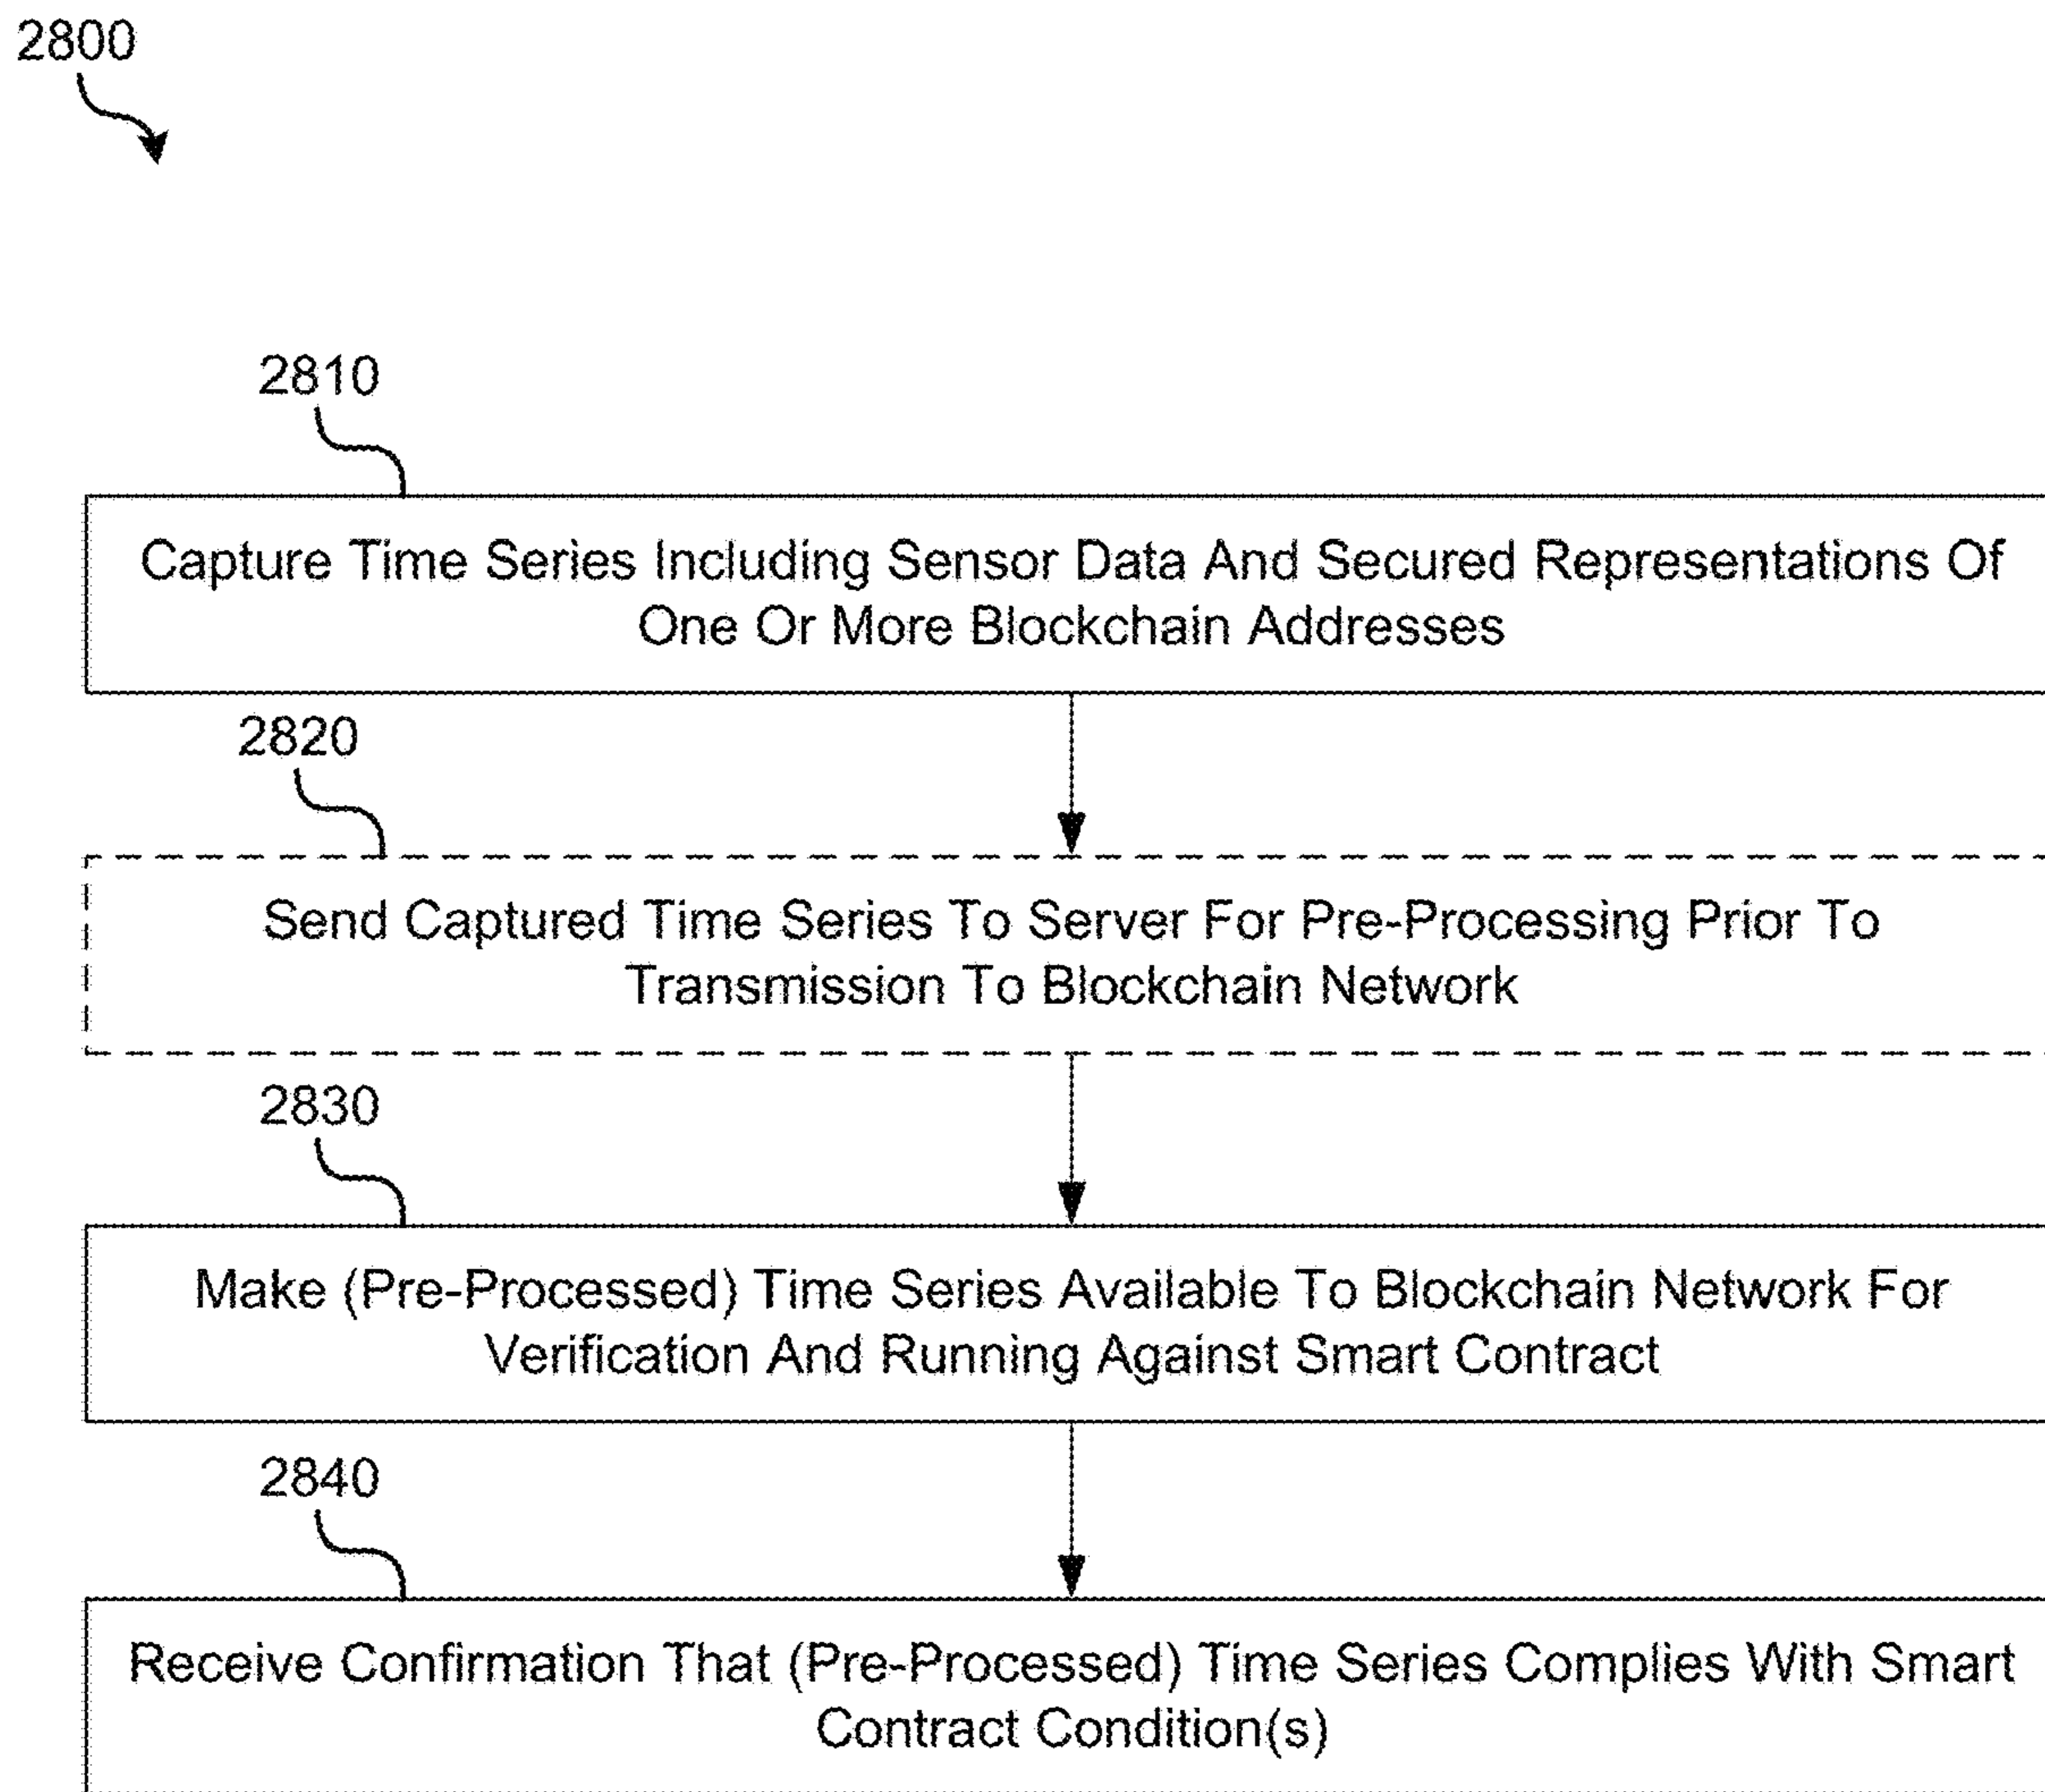 2800
2810
Capture Time Series Including Sensor Data And Secured Representations Of
One Or More Blockchain Addresses
2820
Send Captured Time Series To Server For Pre-Processing Prior To
Transmission To Blockchain Network
2830
Make (Pre-Processed) Time Series Available To Blockchain Network For
Verification And Running Against Smart Contract
2840
Receive Confirmation That (Pre-Processed) Time Series Complies With Smart
Contract Condition(s)